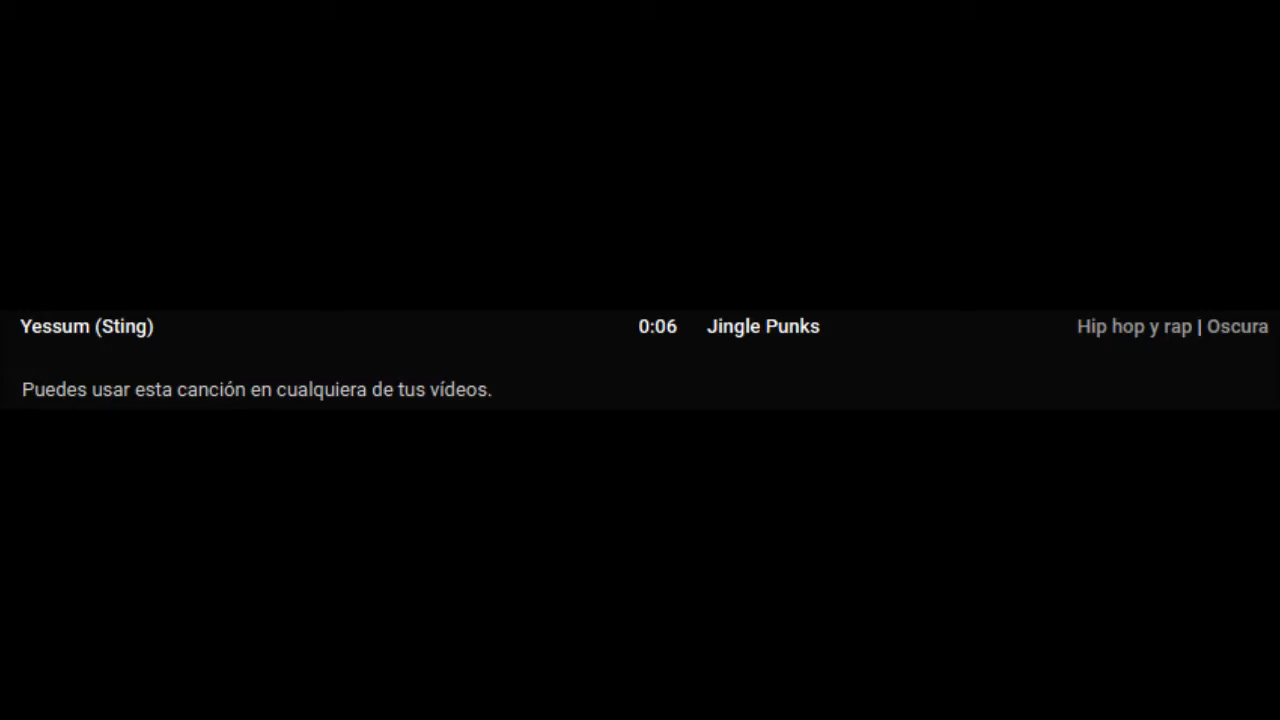 Yessum (Sting) 0:06 Jingle Punks Hip hop y rap | Oscura
Puedes usar esta canción en cualquiera de tus vídeos.